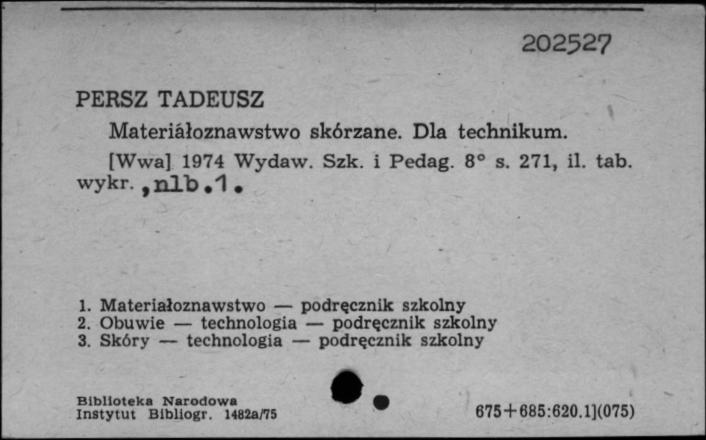 202527
PERSZ TADEUSZ
Materiáłoznawstwo skórzane. Dla technikum.
[Wwa] 1974 Wydaw. Szk. i Pedag. 8° s. 271, il. tab.
wykr. ,nlb.1.
1. Materiałoznawstwo — podręcznik szkolny
2. Obuwie — technologia — podręcznik szkolny
3. Skóry — technologia — podręcznik szkolny
Biblioteka Narodowa
Instytut Bibliogr. 1482a/75
675+685:620.1](075)